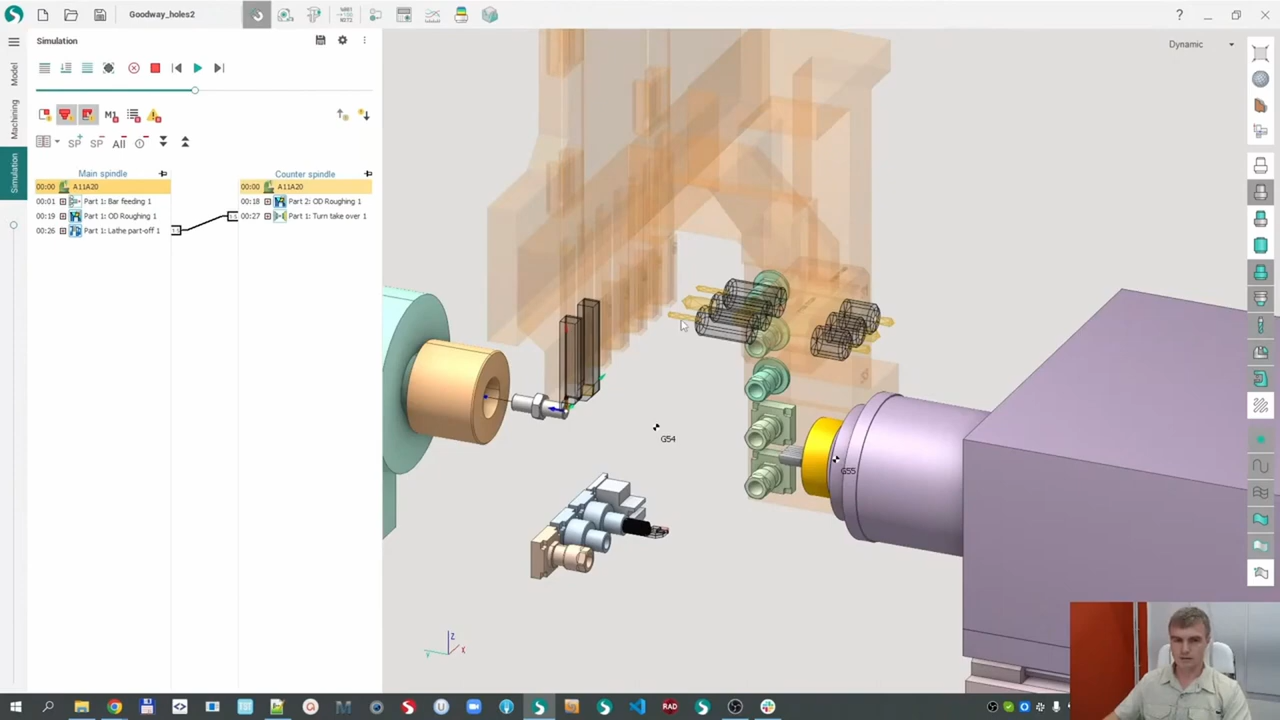 Goodway_holes2
?
Simulation
Dynamic
Model
Machining
Simulation
M1
SP
SP
All
Main spindle
00:00 A11A20
00:01 Part 1: Bar feeding 1
00:19 Part 1: OD Roughing 1
00:26 Part 1: Lathe part-off 1
Counter spindle
00:00 A11A20
00:18 Part 2: OD Roughing 1
00:27 Part 1: Turn take over 1
G54
G55
Z
Y
X
RAD